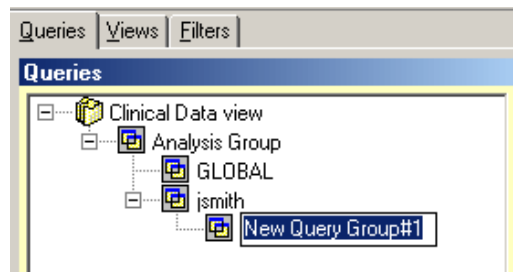 Queries Views Filters
Queries
Clinical Data view
Analysis Group
GLOBAL
jsmith
New Query Group#1